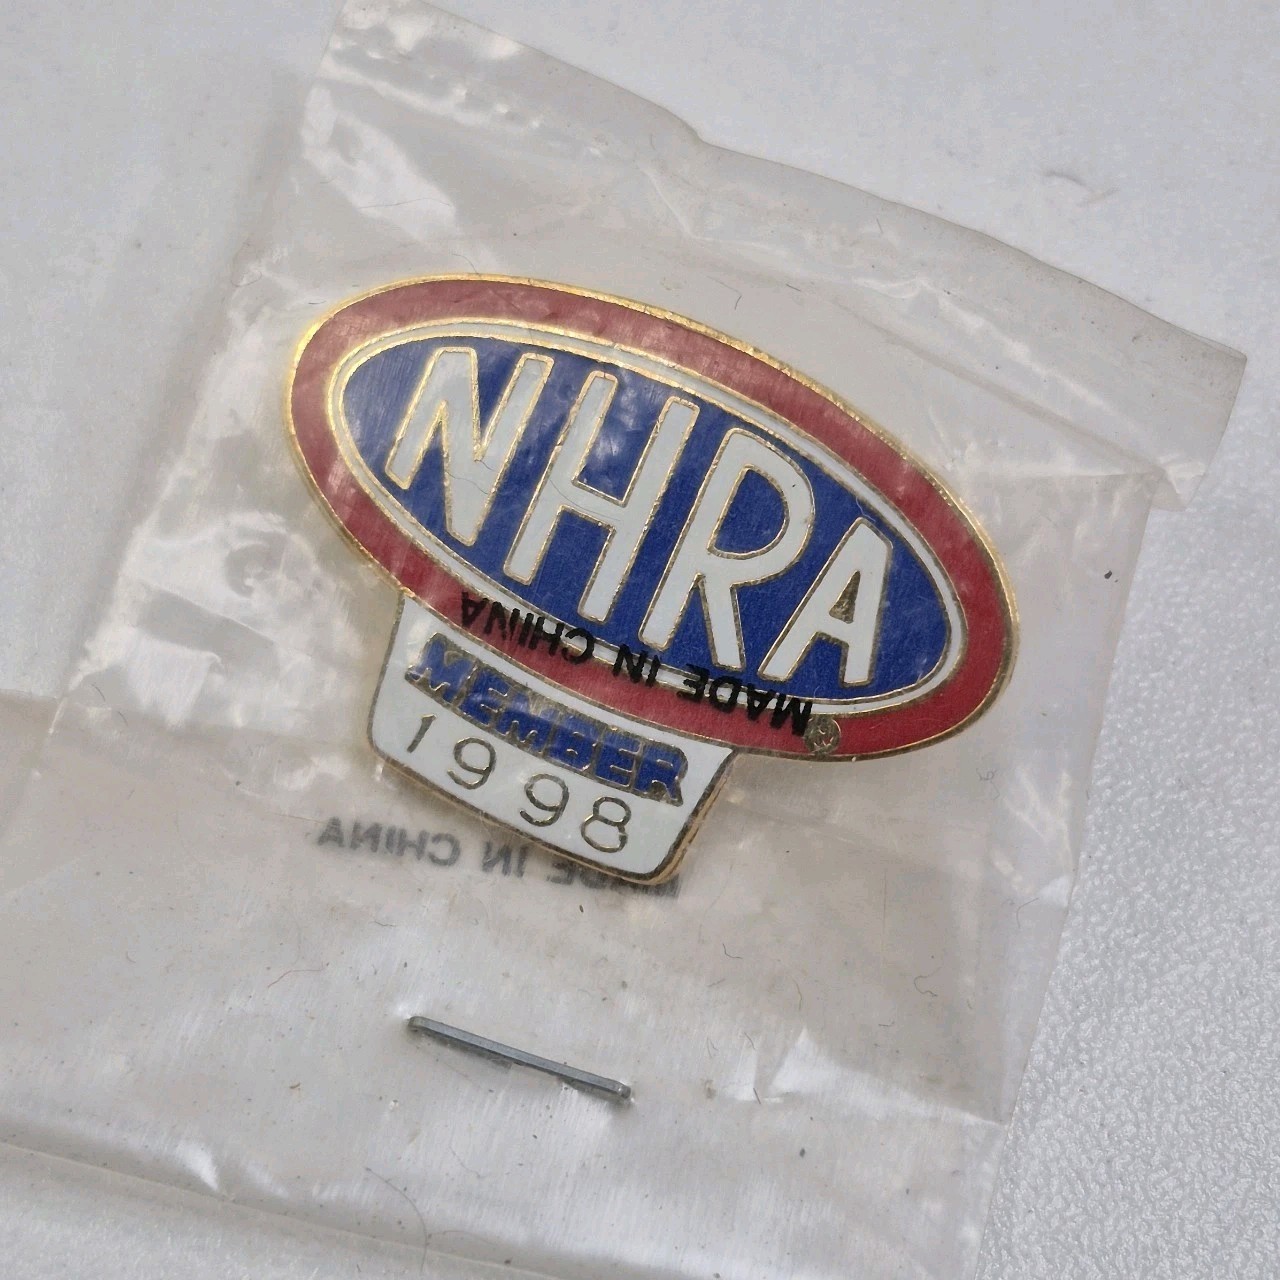 NHRA
®
MEMBER
1998
MADE IN CHINA
MADE IN CHINA